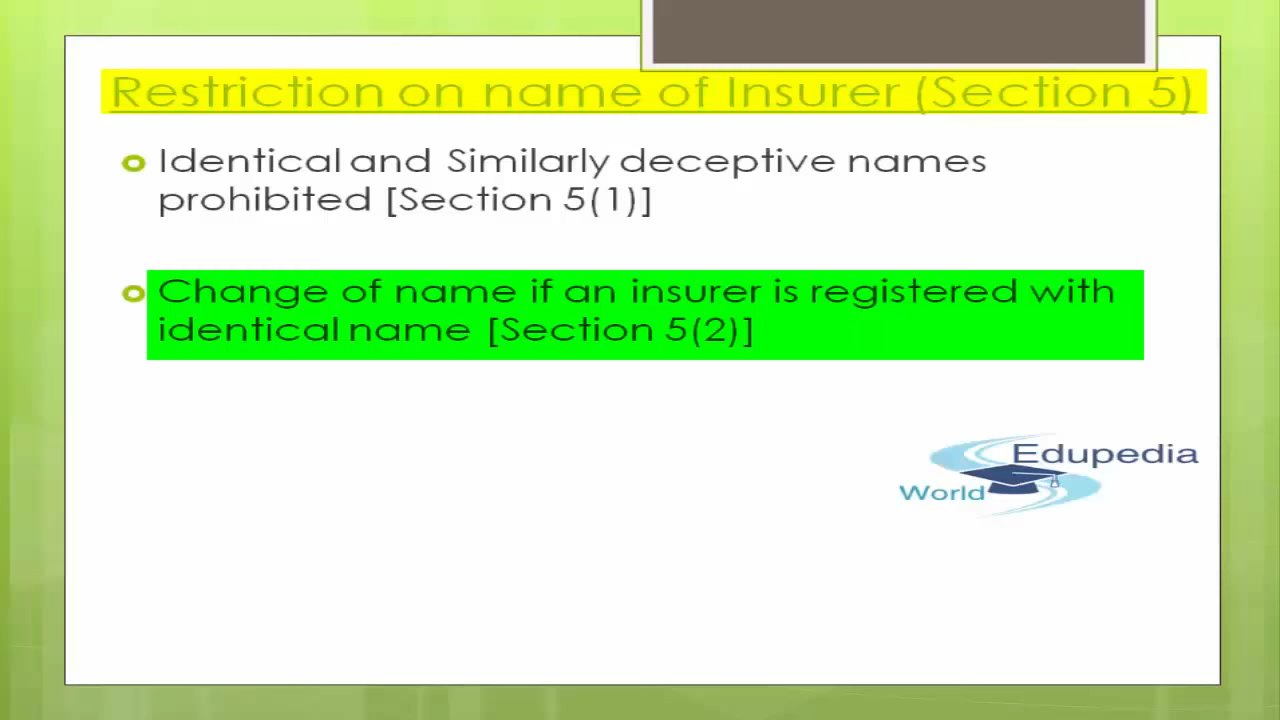 Restriction on name of Insurer (Section 5)
Identical and Similarly deceptive names
prohibited [Section 5(1)]
Change of name if an insurer is registered with
identical name [Section 5(2)]
Edupedia
World